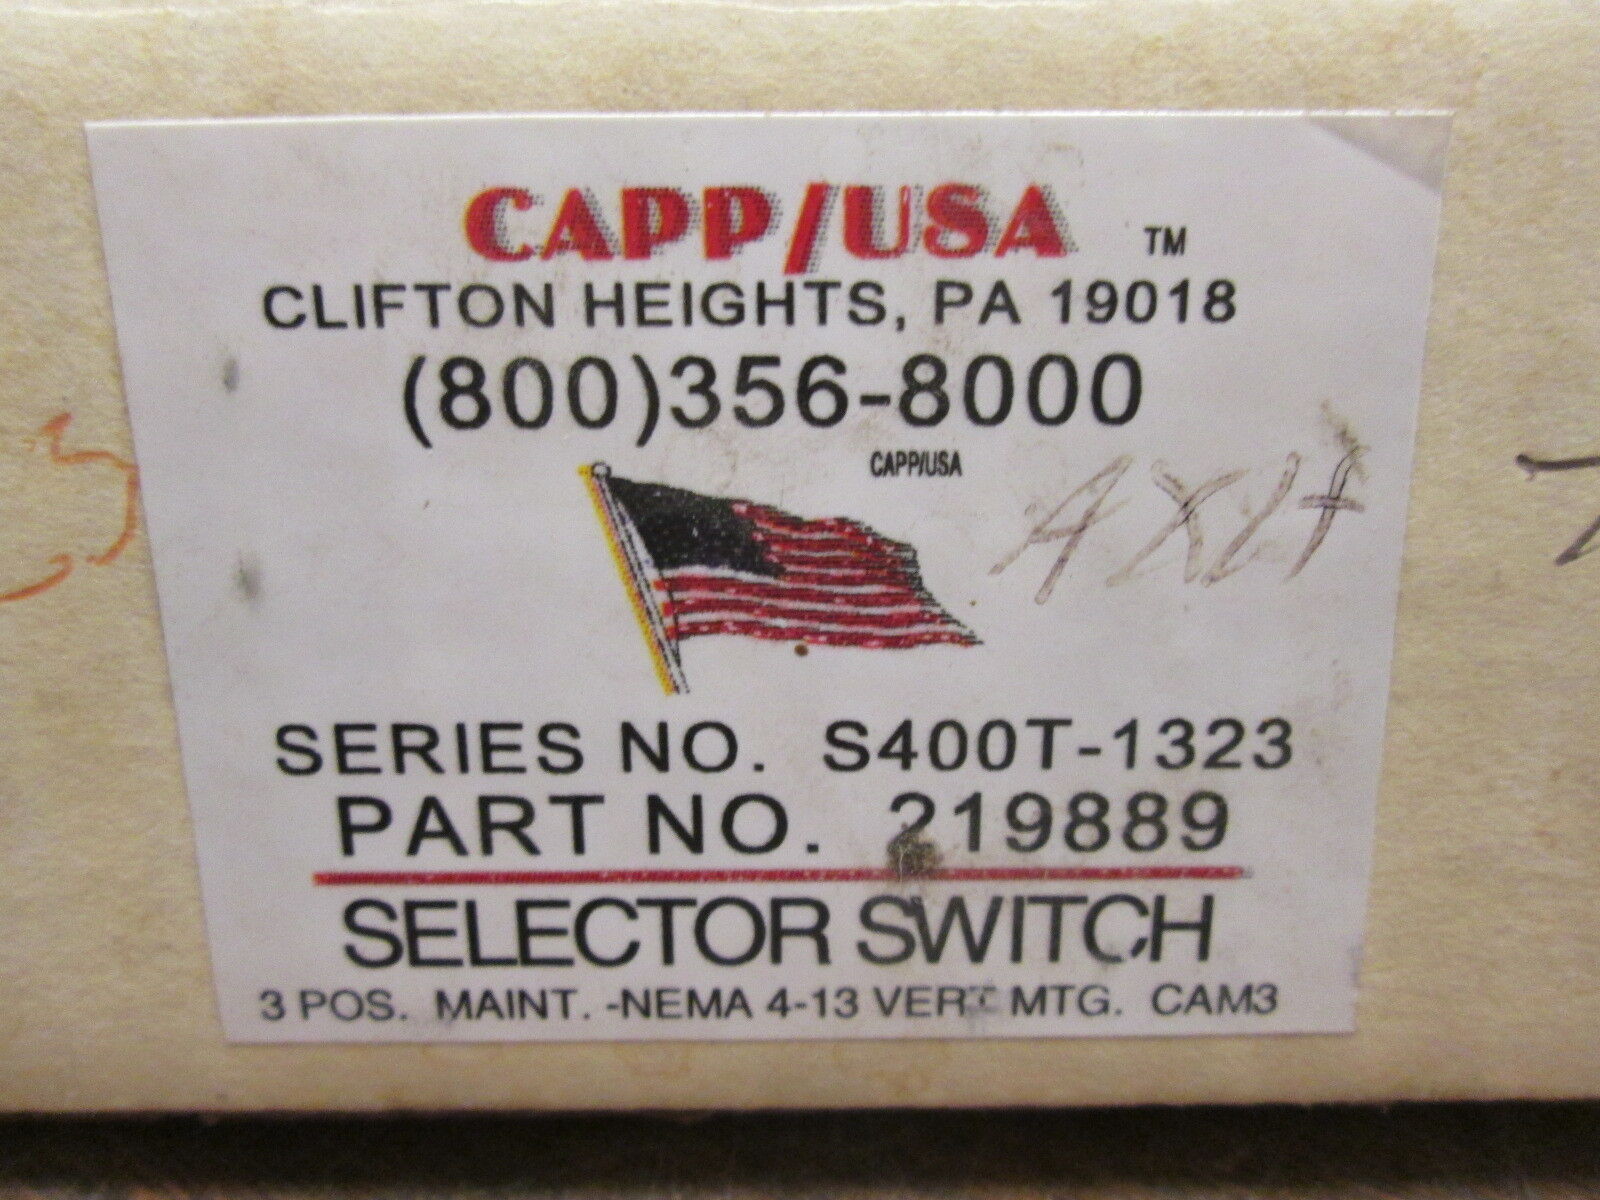 CAPP/USA TM
CLIFTON HEIGHTS, PA 19018
(800)356-8000
CAPP/USA
SERIES NO. S400T-1323
PART NO. 219889
SELECTOR SWITCH
3 POS. MAINT. -NEMA 4-13 VERT MTG. CAM3